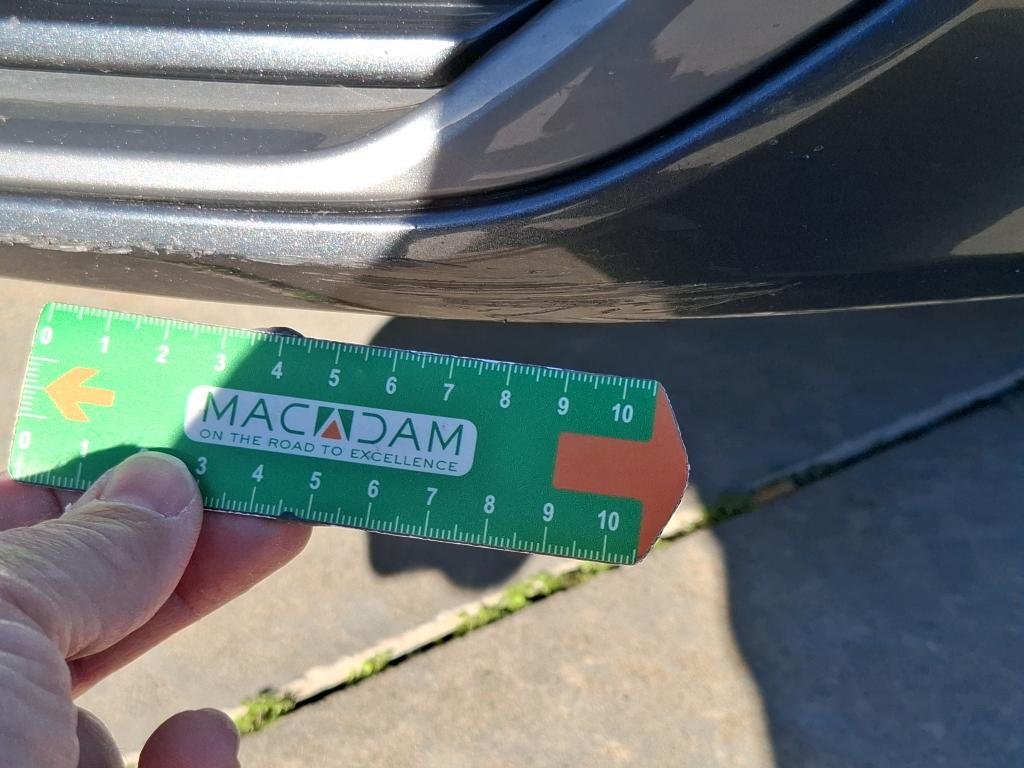 0 1 2 3 4 5 6 7 8 9 10
MACADAM
ON THE ROAD TO EXCELLENCE
0 1 3 4 5 6 7 8 9 10